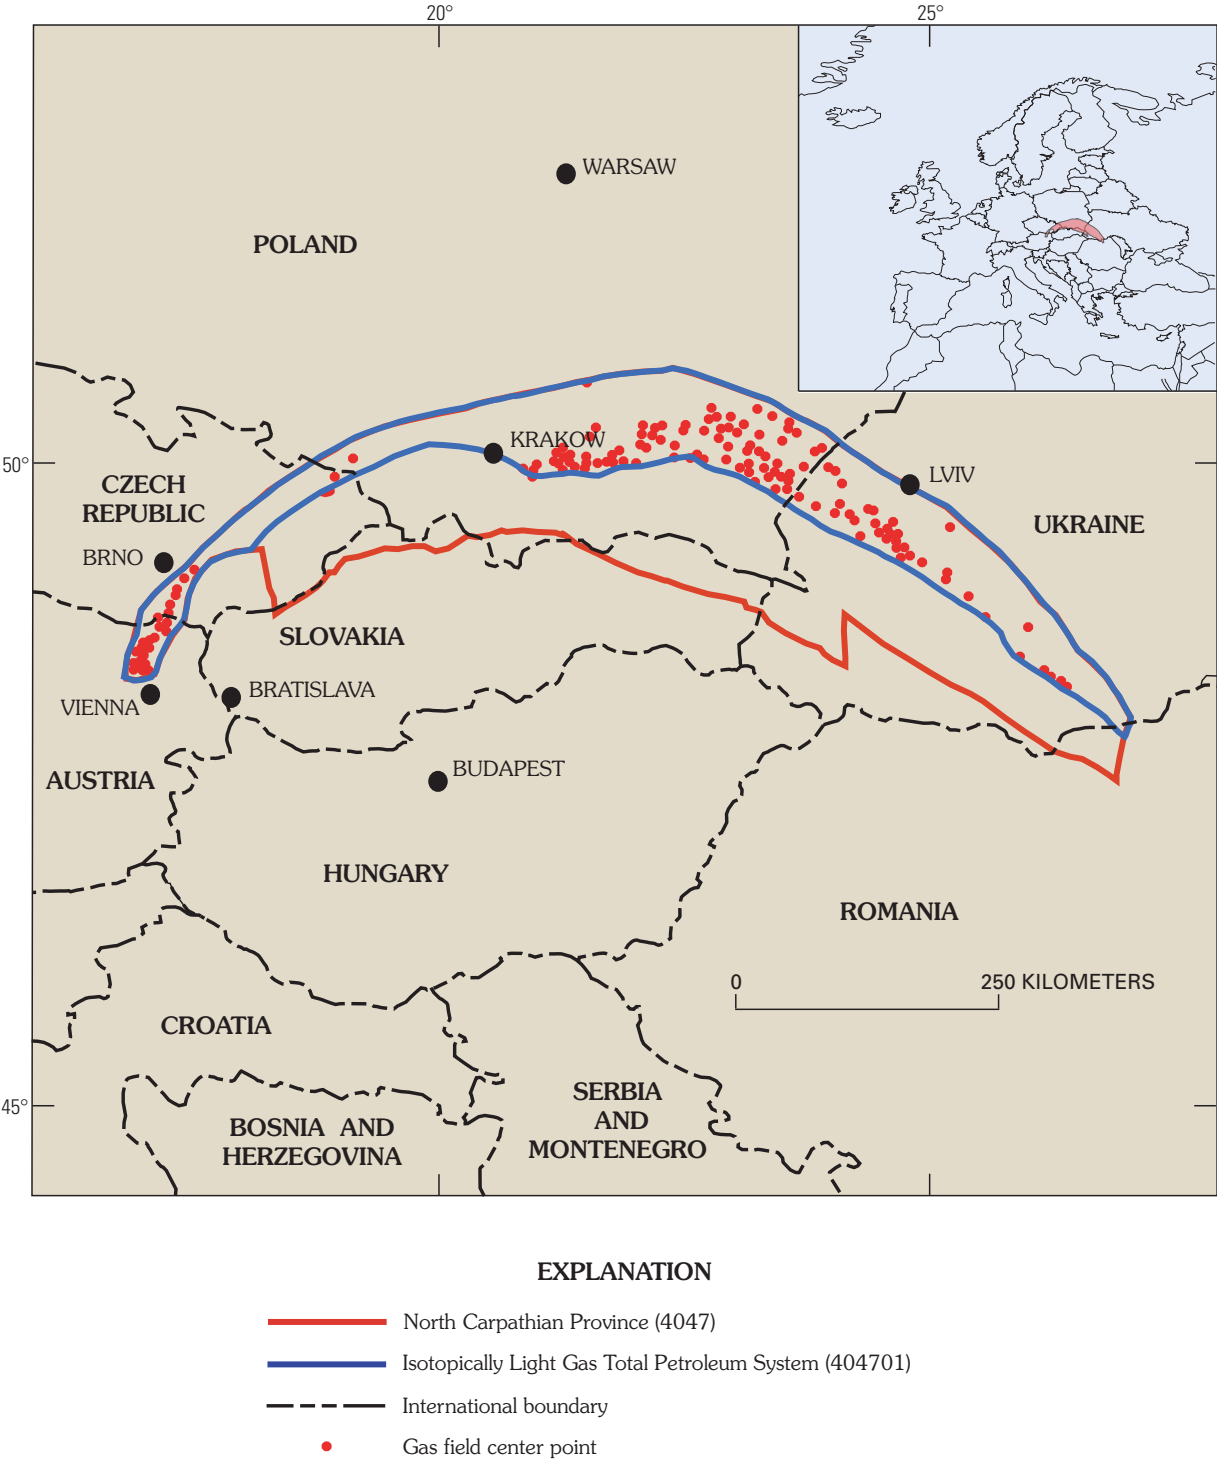 20°
25°
WARSAW
POLAND
KRAKOW
50°
LVIV
CZECH
REPUBLIC
UKRAINE
BRNO
SLOVAKIA
BRATISLAVA
VIENNA
BUDAPEST
AUSTRIA
HUNGARY
ROMANIA
0
250 KILOMETERS
CROATIA
SERBIA
AND
MONTENEGRO
45°
BOSNIA AND
HERZEGOVINA
EXPLANATION
North Carpathian Province (4047)
Isotopically Light Gas Total Petroleum System (404701)
International boundary
Gas field center point